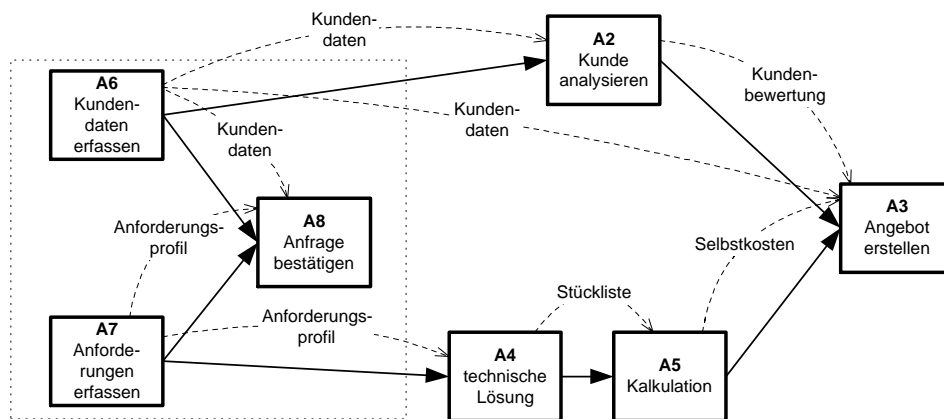 Kunden-
daten
A2
Kunde
analysieren
Kunden-
bewertung
A6
Kunden-
daten
erfassen
Kunden-
daten
Kunden-
daten
Anforderungs-
profil
A8
Anfrage
bestätigen
A3
Angebot
erstellen
Selbstkosten
Stückliste
Anforderungs-
profil
A7
Anforde-
rungen
erfassen
A4
technische
Lösung
A5
Kalkulation